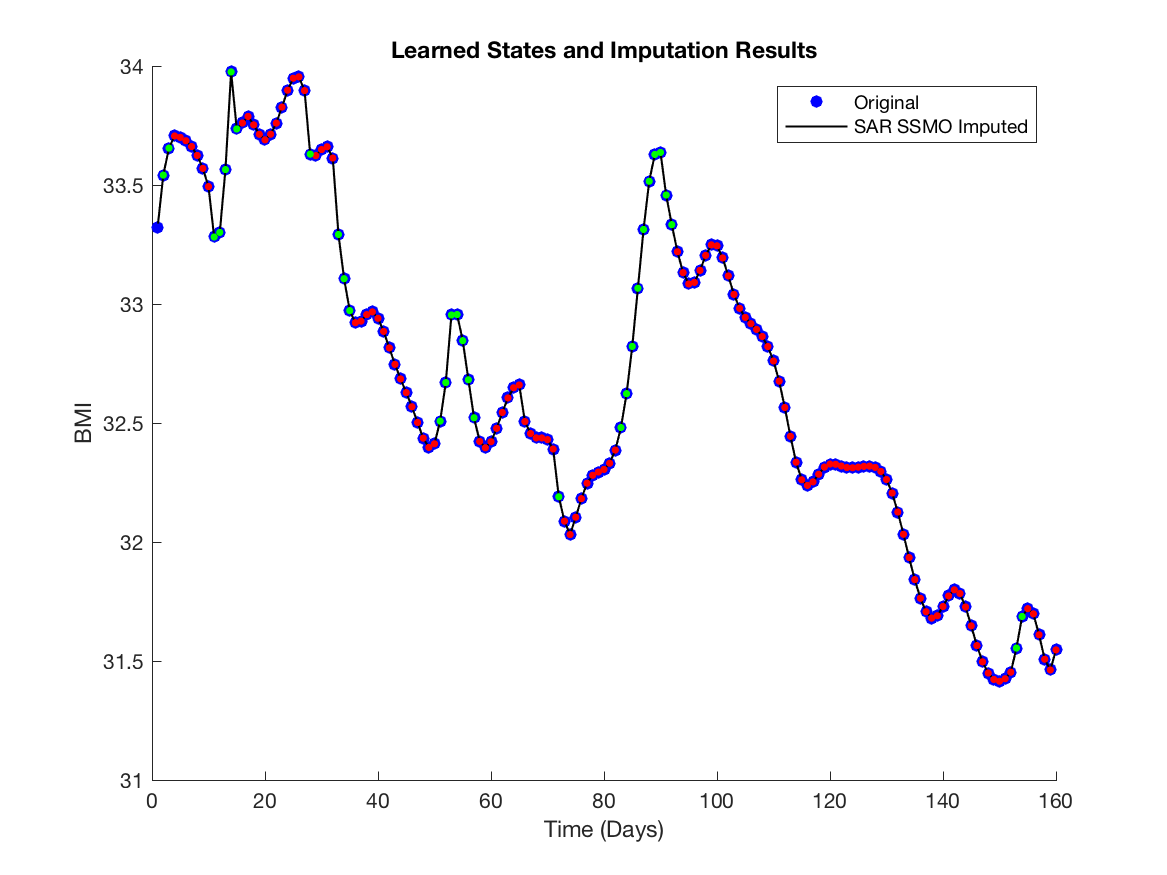 Learned States and Imputation Results
Original
SAR SSMO Imputed
34
33.5
33
32.5
32
31.5
31
BMI
0 20 40 60 80 100 120 140 160
Time (Days)